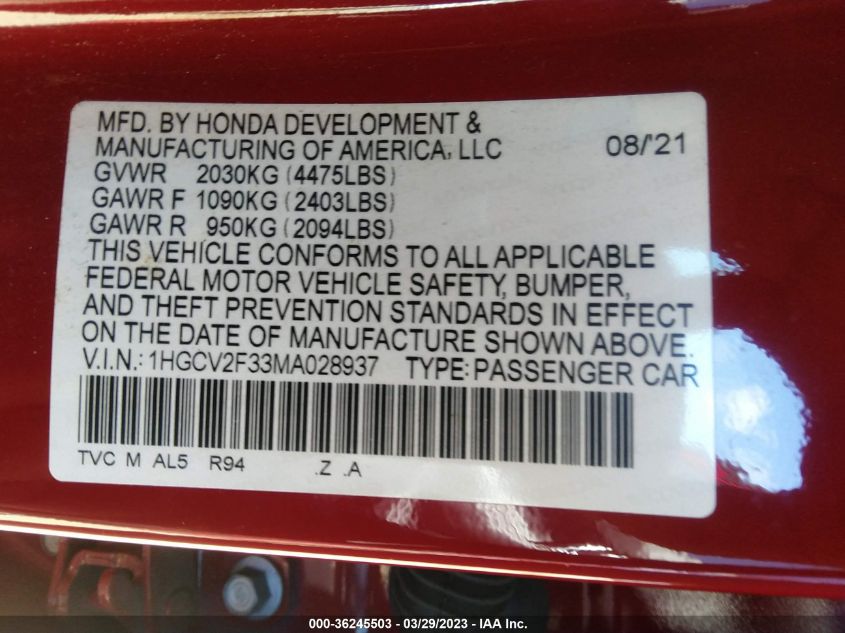 MFD. BY HONDA DEVELOPMENT &
MANUFACTURING OF AMERICA, LLC 08/'21
GVWR 2030KG (4475LBS)
GAWR F 1090KG (2403LBS)
GAWR R 950KG (2094LBS)
THIS VEHICLE CONFORMS TO ALL APPLICABLE
FEDERAL MOTOR VEHICLE SAFETY, BUMPER,
AND THEFT PREVENTION STANDARDS IN EFFECT
ON THE DATE OF MANUFACTURE SHOWN ABOVE.
V.I.N.: 1HGCV2F33MA028937 TYPE: PASSENGER CAR
TVC M AL5 R94 .Z .A
000-36245503 - 03/29/2023 - IAA Inc.